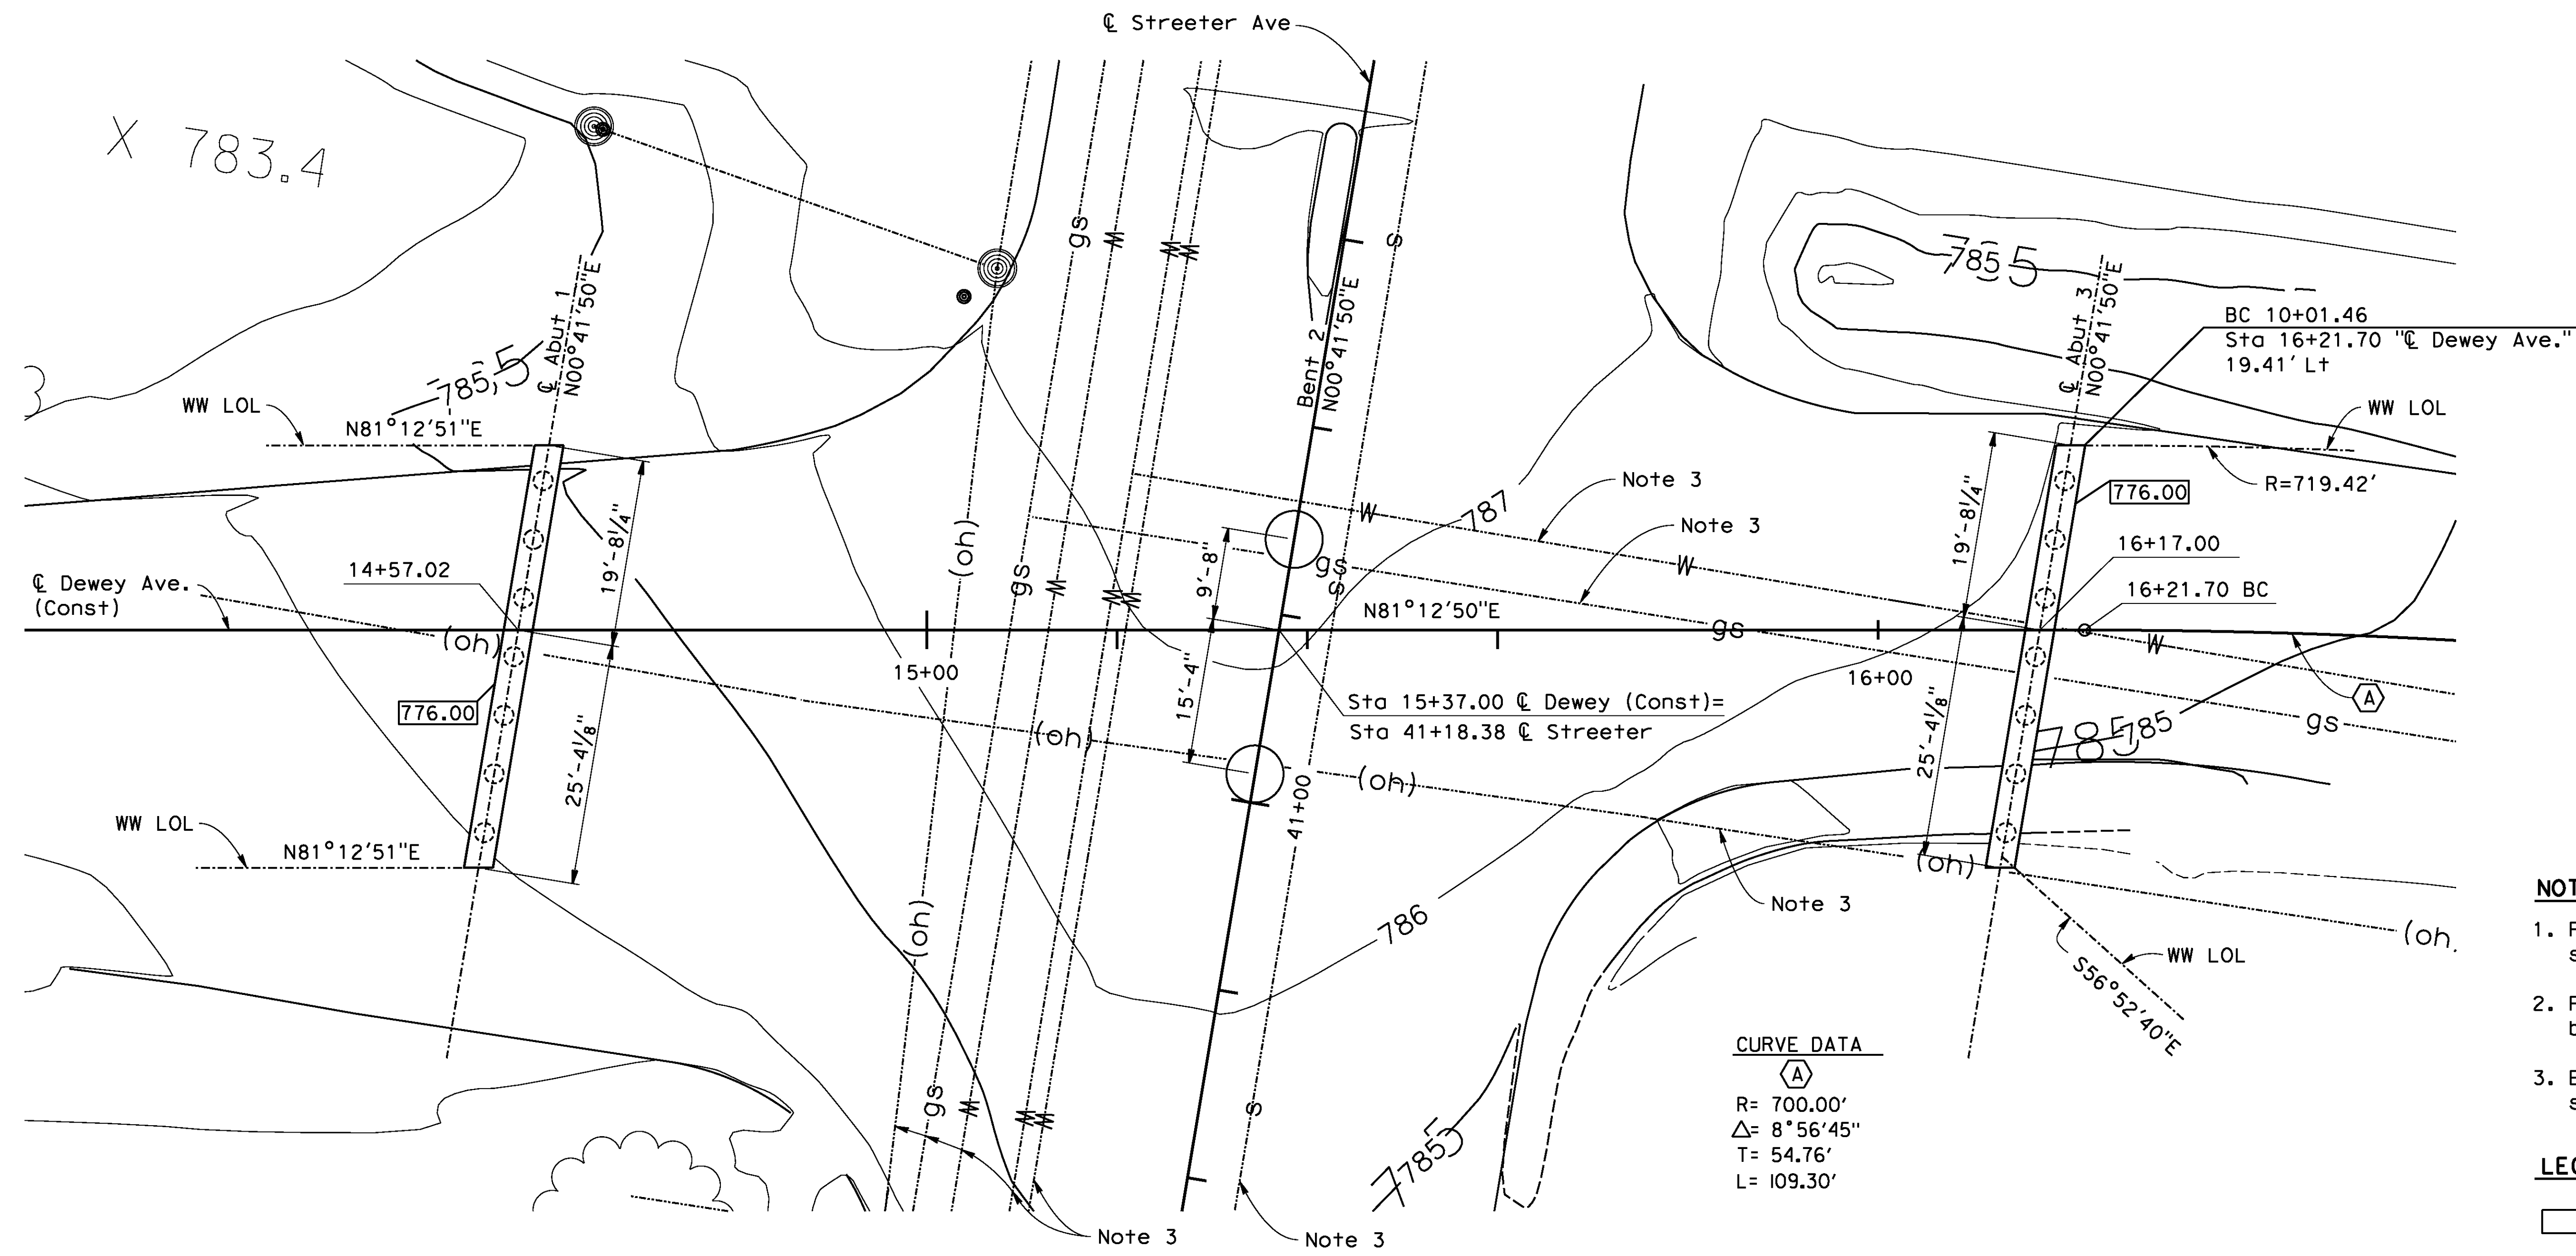 ℄ Streeter Ave
X 783.4
785.5
℄ Abut 1
N00°41'50"E
gs
W
W
W
s
Bent 2
N00°41'50"E
785.5
℄ Abut 3
N00°41'50"E
BC 10+01.46
Sta 16+21.70 "℄ Dewey Ave."
19.41' Lt
WW LOL
N81°12'51"E
WW LOL
R=719.42'
776.00
Note 3
Note 3
787
W
W
gs
s
(oh)
gs
W
W
W
19'-8¼"
9'-8"
19'-8¼"
14+57.02
℄ Dewey Ave.
(Const)
(oh)
16+17.00
16+21.70 BC
N81°12'50"E
gs
W
15+00
16+00
A
776.00
25'-4⅛"
15'-4"
25'-4⅛"
Sta 15+37.00 ℄ Dewey (Const)=
Sta 41+18.38 ℄ Streeter
(oh)
(oh)
41+00
785
785
gs
WW LOL
N81°12'51"E
(oh)
786
Note 3
(oh)
(oh)
WW LOL
S56°52'40"E
gs
W
W
W
s
785
CURVE DATA
A
R= 700.00'
Δ= 8°56'45"
T= 54.76'
L= 109.30'
Note 3
Note 3
1.
2.
3.